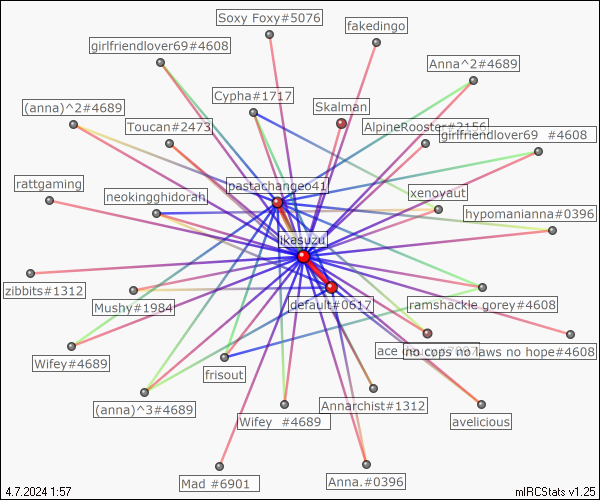 Soxy Foxy#5076
fakedingo
girlfriendlover69#4608
Anna^2#4689
Cypha#1717
(anna)^2#4689
Skalman
Toucan#2473
AlpineRooster#2156
girlfriendlover69 #4608
rattgaming
pastachangeo41
neokingghidorah
xenoyaut
hypomanianna#0396
ikasuzu
zibbits#1312
Mushy#1984
default#0617
ramshackle gorey#4608
ace
no cops no laws no hope#4608
Wifey#4689
frisout
(anna)^3#4689
Annarchist#1312
Wifey #4689
avelicious
Mad #6901
Anna.#0396
4.7.2024 1:57
mIRCStats v1.25